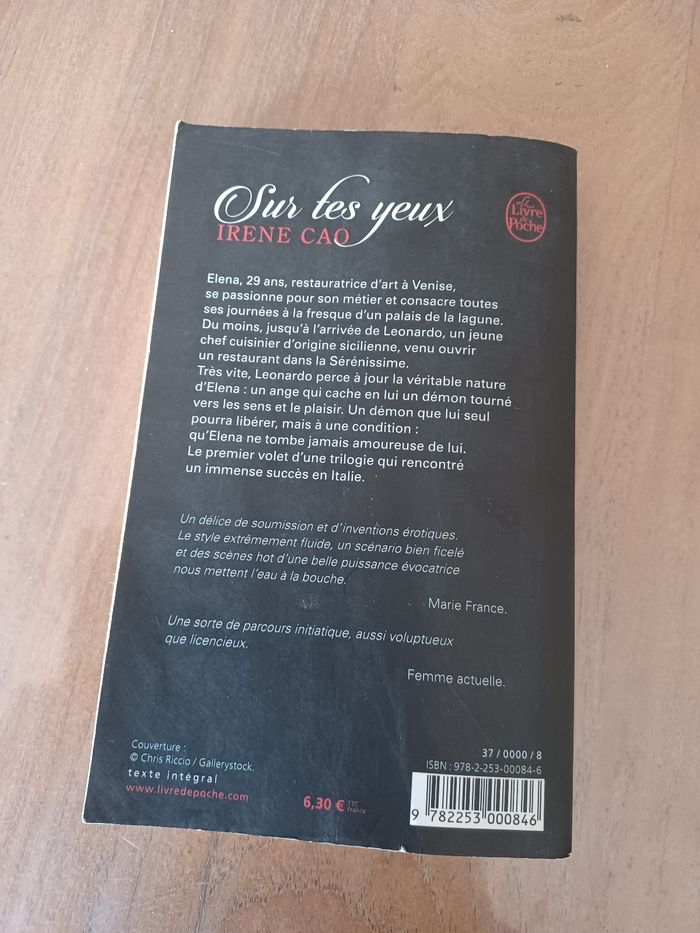 Sur tes yeux
IRENE CAO
Le
Livre
de
Poche
Elena, 29 ans, restauratrice d'art à Venise,
se passionne pour son métier et consacre toutes
ses journées à la fresque d'un palais de la lagune.
Du moins, jusqu'à l'arrivée de Leonardo, un jeune
chef cuisinier d'origine sicilienne, venu ouvrir
un restaurant dans la Sérénissime.
Très vite, Leonardo perce à jour la véritable nature
d'Elena : un ange qui cache en lui un démon tourné
vers les sens et le plaisir. Un démon que lui seul
pourra libérer, mais à une condition :
qu'Elena ne tombe jamais amoureuse de lui.
Le premier volet d'une trilogie qui rencontré
un immense succès en Italie.
Un délice de soumission et d'inventions érotiques.
Le style extrêmement fluide, un scénario bien ficelé
et des scènes hot d'une belle puissance évocatrice
nous mettent l'eau à la bouche.
Marie France.
Une sorte de parcours initiatique, aussi voluptueux
que licencieux.
Femme actuelle.
Couverture :
© Chris Riccio / Gallerystock.
texte intégral
www.livredepoche.com
6,30 € TTC
France
37 / 0000 / 8
ISBN : 978-2-253-00084-6
9 782253 000846